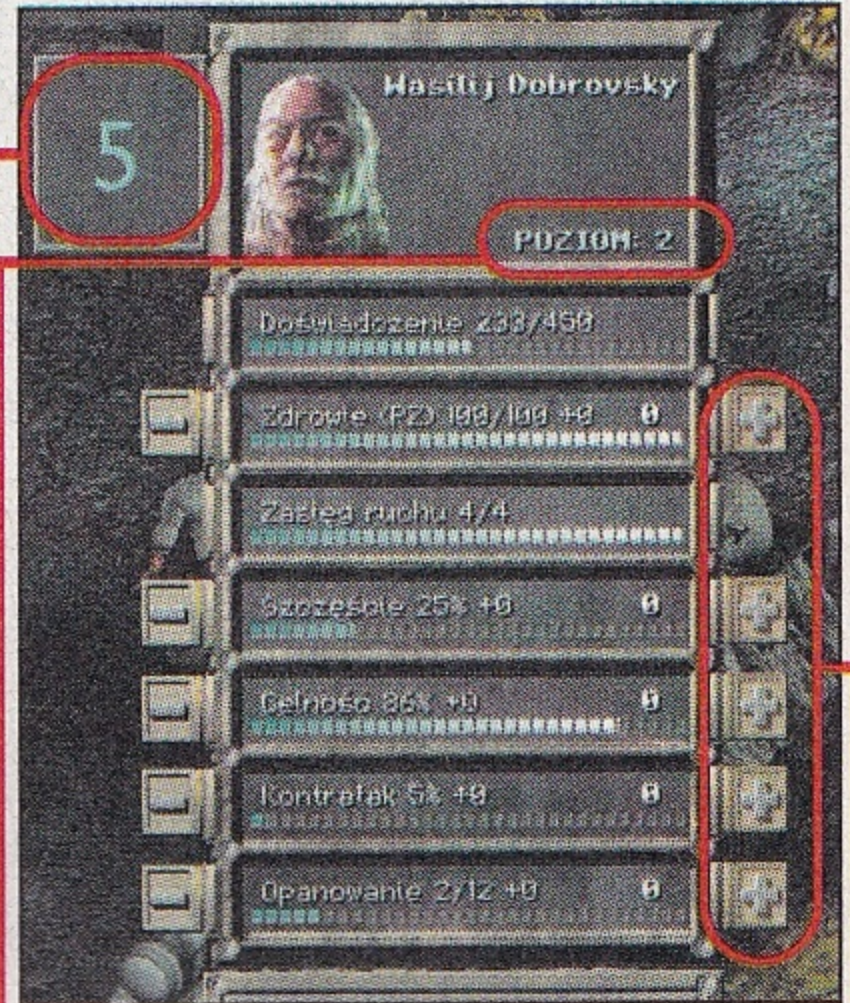 5
Wasilij Dobrovsky
POZIOM: 2
Doświadczenie 233/450
Zdrowie (PZ) 100/100 +0 0
Zasięg ruchu 4/4
Szczęście 25% +0 0
Celność 86% +0 0
Kontratak 5% +0 0
Opanowanie 2/12 +0 0